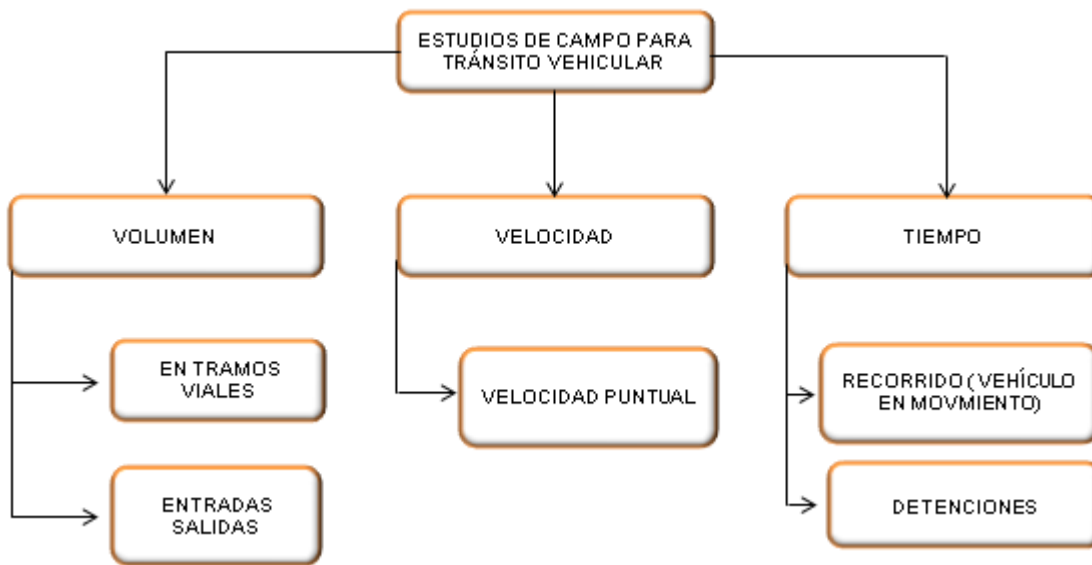 ESTUDIOS DE CAMPO PARA
TRÁNSITO VEHICULAR
VOLUMEN
VELOCIDAD
TIEMPO
EN TRAMOS
VIALES
VELOCIDAD PUNTUAL
RECORRIDO (VEHÍCULO
EN MOVMIENTO)
ENTRADAS
SALIDAS
DETENCIONES